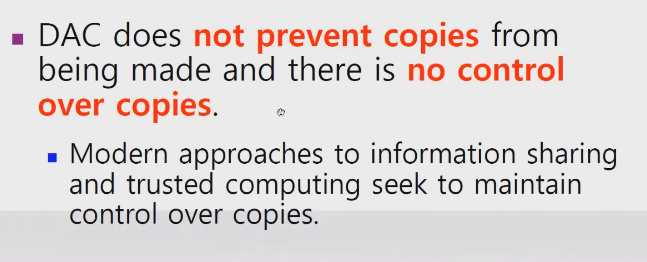 DAC does not prevent copies from
being made and there is no control
over copies.
Modern approaches to information sharing
and trusted computing seek to maintain
control over copies.